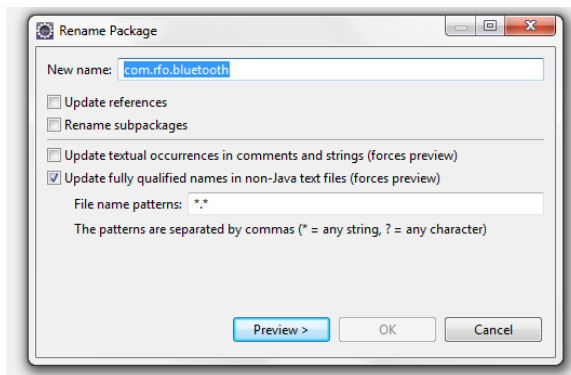 Rename Package
New name: com.rfo.bluetooth
Update references
Rename subpackages
Update textual occurrences in comments and strings (forces preview)
Update fully qualified names in non-Java text files (forces preview)
File name patterns: *.*
The patterns are separated by commas (* = any string, ? = any character)
Preview > OK Cancel